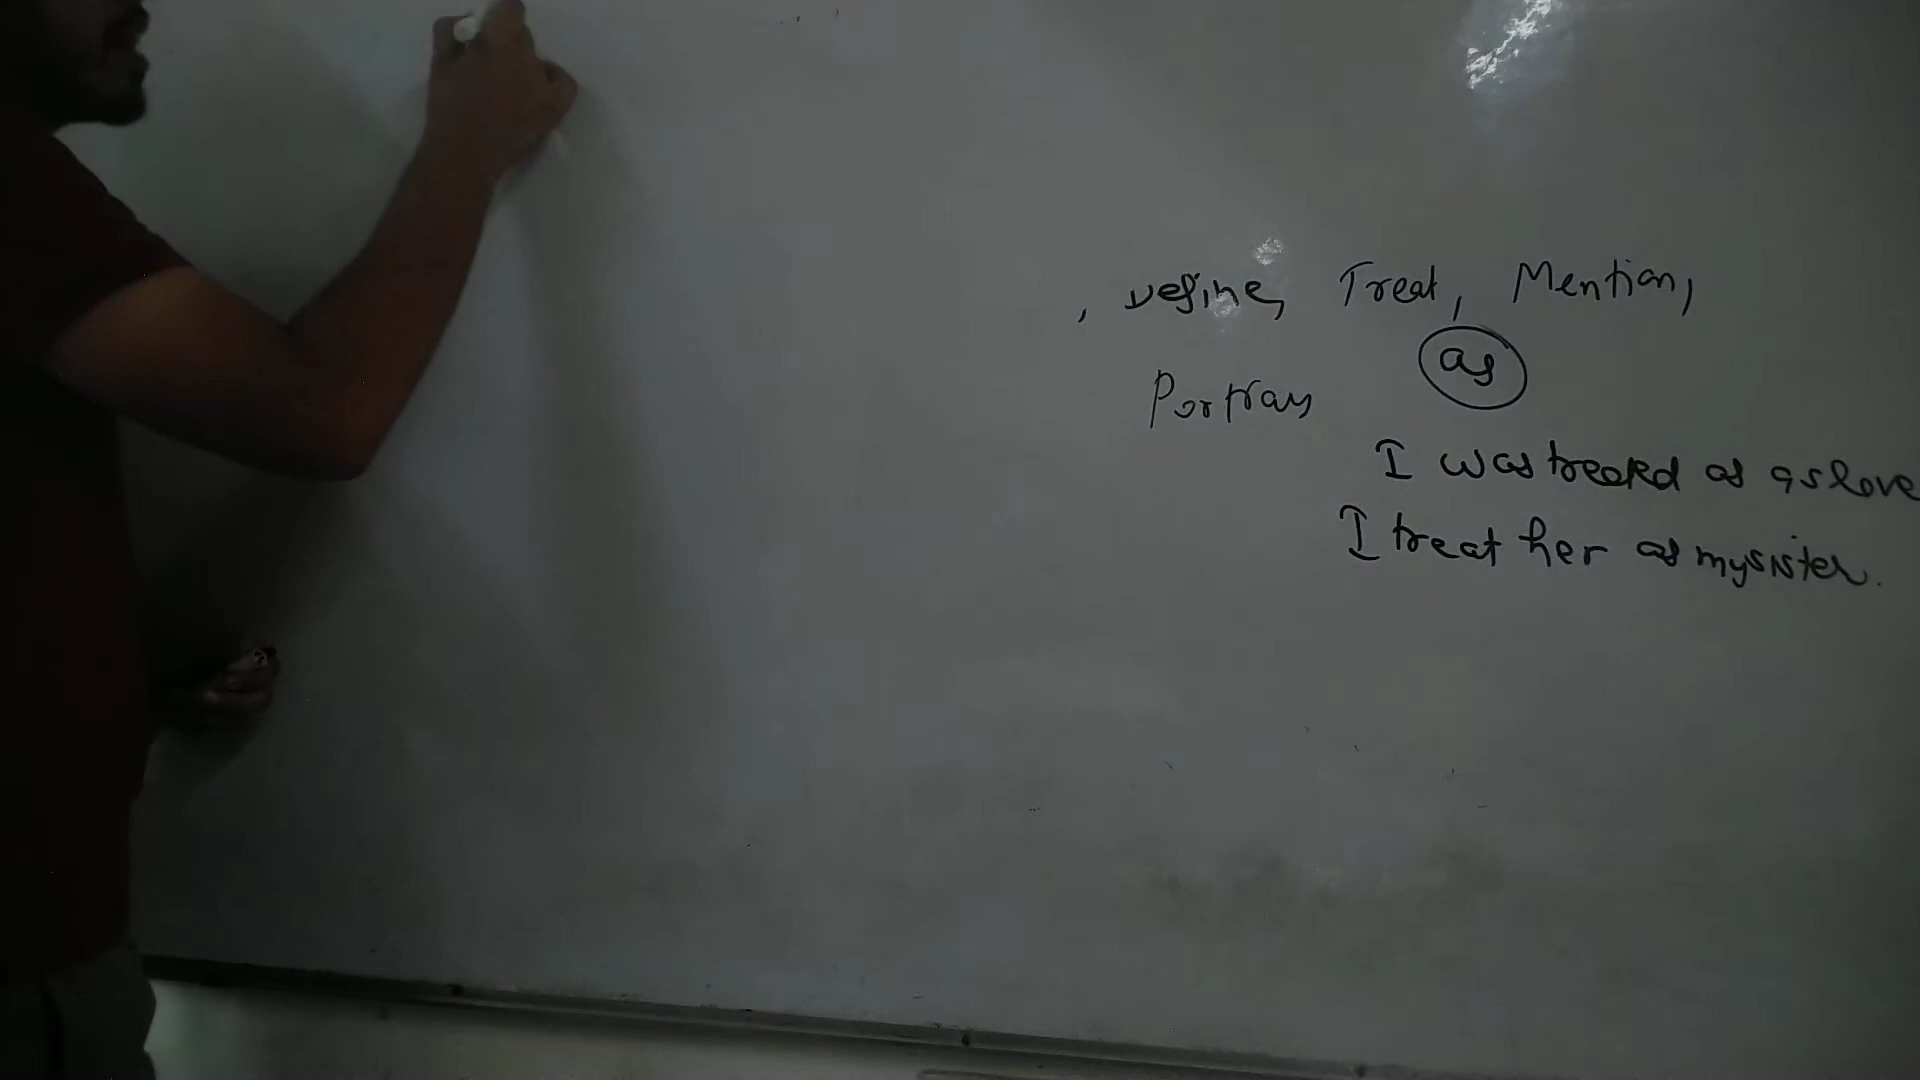 , Define, Treat, Mention,
Portray
as
I was treated as a slave
I treat her as my sister.